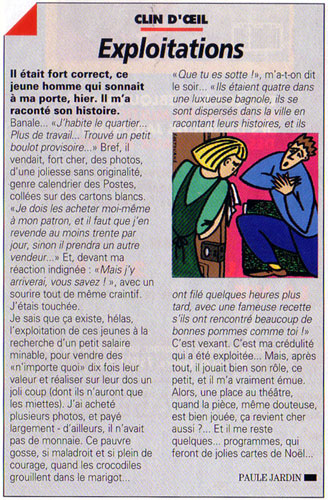 CLIN D'ŒIL
Exploitations
Il était fort correct, ce
jeune homme qui sonnait
à ma porte, hier. Il m'a
raconté son histoire.
Banale... «J'habite le quartier...
Plus de travail... Trouvé un petit
boulot provisoire...» Bref, il
vendait, fort cher, des photos,
d'une joliesse sans originalité,
genre calendrier des Postes,
collées sur des cartons blancs.
«Je dois les acheter moi-même
à mon patron, et il faut que j'en
revende au moins trente par
jour, sinon il prendra un autre
vendeur...» Et, devant ma
réaction indignée : «Mais j'y
arriverai, vous savez ! », avec un
sourire tout de même craintif.
J'étais touchée.
Je sais que ça existe, hélas,
l'exploitation de ces jeunes à la
recherche d'un petit salaire
minable, pour vendre des
«n'importe quoi» dix fois leur
valeur et réaliser sur leur dos un
joli coup (dont ils n'auront que
les miettes). J'ai acheté
plusieurs photos, et payé
largement - d'ailleurs, il n'avait
pas de monnaie. Ce pauvre
gosse, si maladroit et si plein de
courage, quand les crocodiles
grouillent dans le marigot...
«Que tu es sotte !», m'a-t-on dit
le soir... «Ils étaient quatre dans
une luxueuse bagnole, ils se
sont dispersés dans la ville en
racontant leurs histoires, et ils
ont filé quelques heures plus
tard, avec une fameuse recette
s'ils ont rencontré beaucoup de
bonnes pommes comme toi !»
C'est vexant. C'est ma crédulité
qui a été exploitée... Mais, après
tout, il jouait bien son rôle, ce
petit, et il m'a vraiment émue.
Alors, une place au théâtre,
quand la pièce, même douteuse,
est bien jouée, ça revient cher
aussi ?... Et il me reste
quelques... programmes, qui
feront de jolies cartes de Noël...
PAULE JARDIN